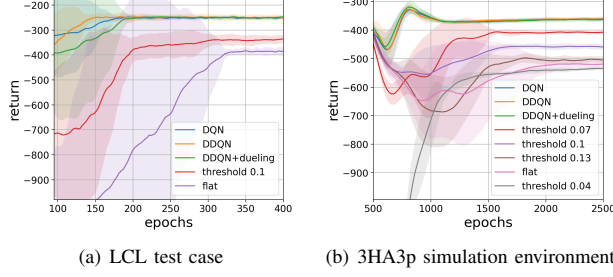 −200
−300
−400
−500
−600
−700
−800
−900
return
100 150 200 250 300 350 400
epochs
DQN
DDQN
DDQN+dueling
threshold 0.1
flat
(a) LCL test case
−300
−400
−500
−600
−700
−800
−900
return
500 1000 1500 2000 2500
epochs
DQN
DDQN
DDQN+dueling
threshold 0.07
threshold 0.1
threshold 0.13
flat
threshold 0.04
(b) 3HA3p simulation environment